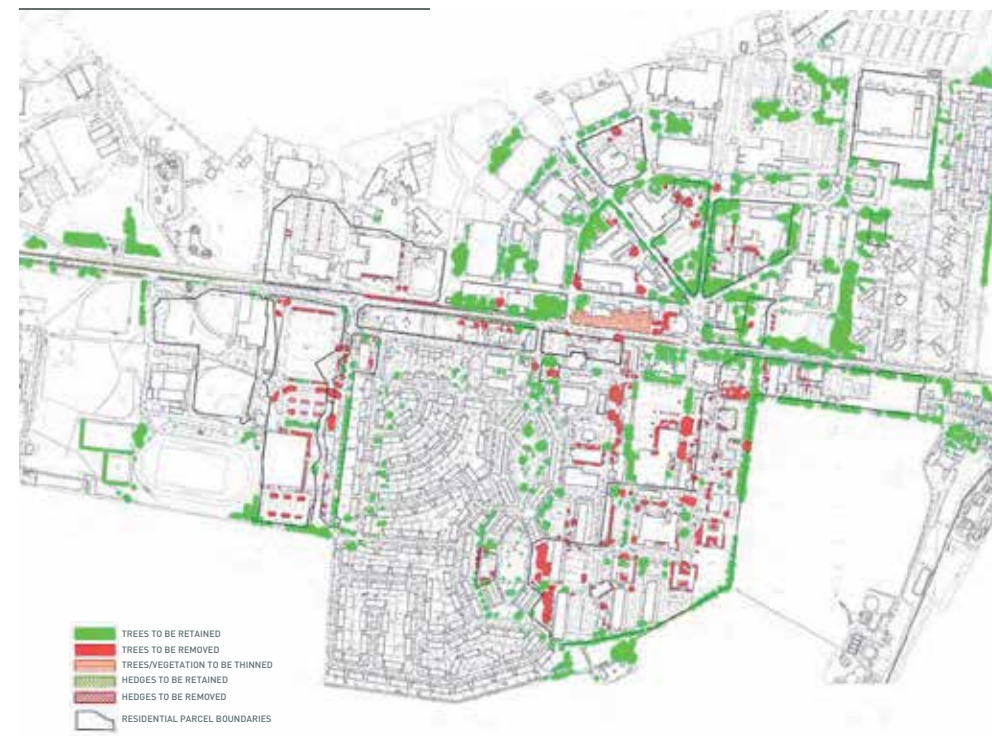 TREES TO BE RETAINED
TREES TO BE REMOVED
TREES/VEGETATION TO BE THINNED
HEDGES TO BE RETAINED
HEDGES TO BE REMOVED
RESIDENTIAL PARCEL BOUNDARIES